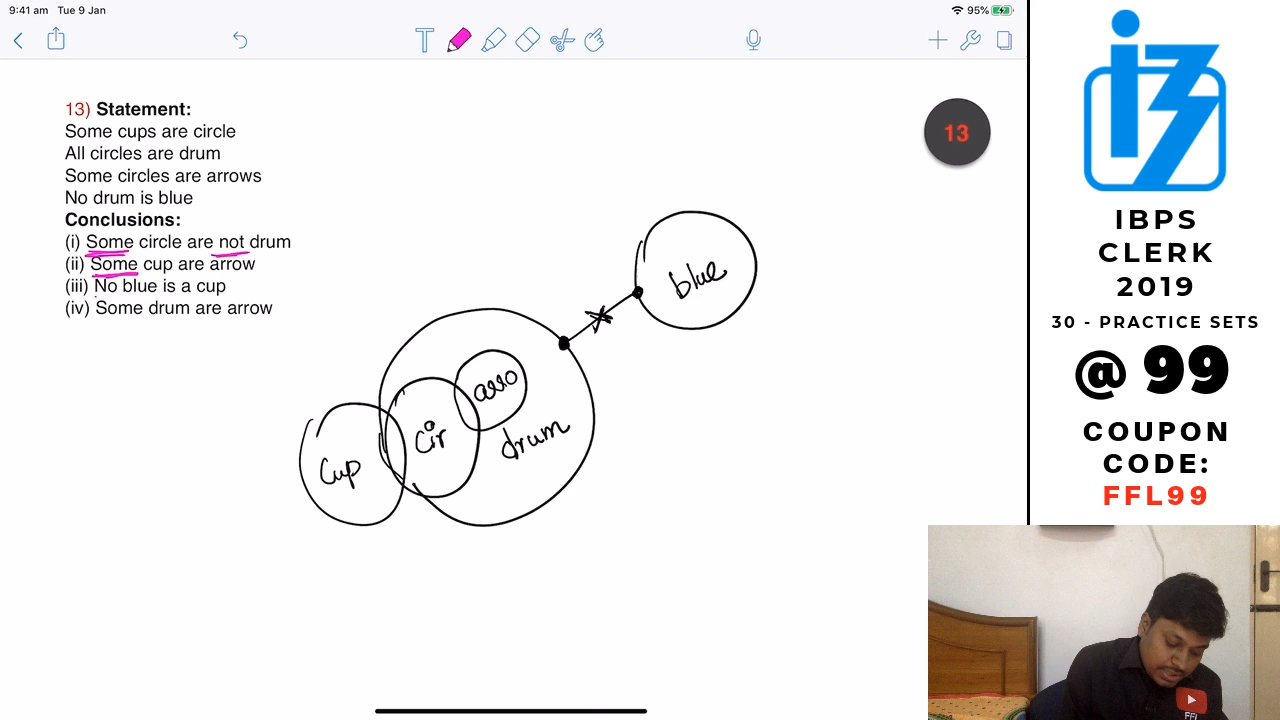 9:41 am Tue 9 Jan
95%
T
13) Statement:
Some cups are circle
All circles are drum
Some circles are arrows
No drum is blue
Conclusions:
(i) Some circle are not drum
(ii) Some cup are arrow
(iii) No blue is a cup
(iv) Some drum are arrow
13
blue
arro
cir
drum
Cup
IBPS
CLERK
2019
30 - PRACTICE SETS
@ 99
COUPON
CODE:
FFL99
FFL